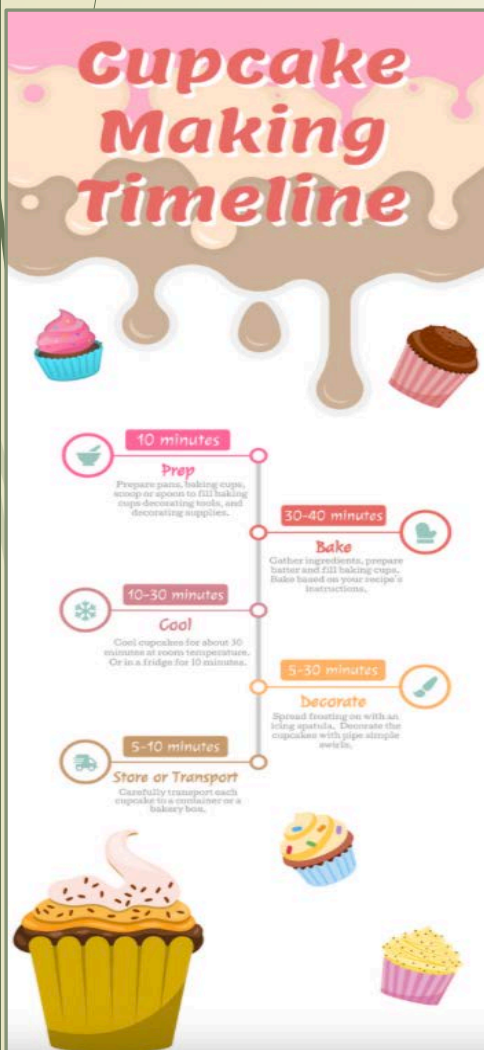 Cupcake
Making
Timeline
10 minutes
Prep
Prepare pans, baking cups,
scoop or spoon to fill baking
cups decorating tools, and
decorating supplies.
30-40 minutes
Bake
Gather ingredients, prepare
batter and fill baking cups.
Bake based on your recipe's
instructions.
10-30 minutes
Cool
Cool cupcakes for about 30
minutes at room temperature.
Or in a fridge for 10 minutes.
5-30 minutes
Decorate
Spread frosting on with an
icing spatula. Decorate the
cupcakes with pipe simple
swirls.
5-10 minutes
Store or Transport
Carefully transport each
cupcake to a container or a
bakery box.